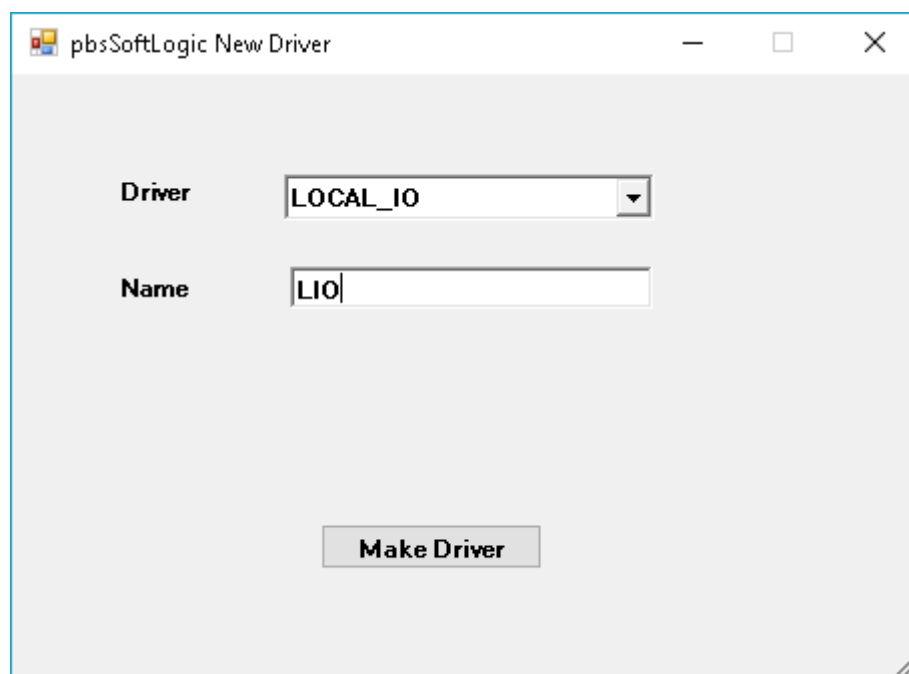 pbsSoftLogic New Driver
Driver
LOCAL_IO
Name
LIO
Make Driver